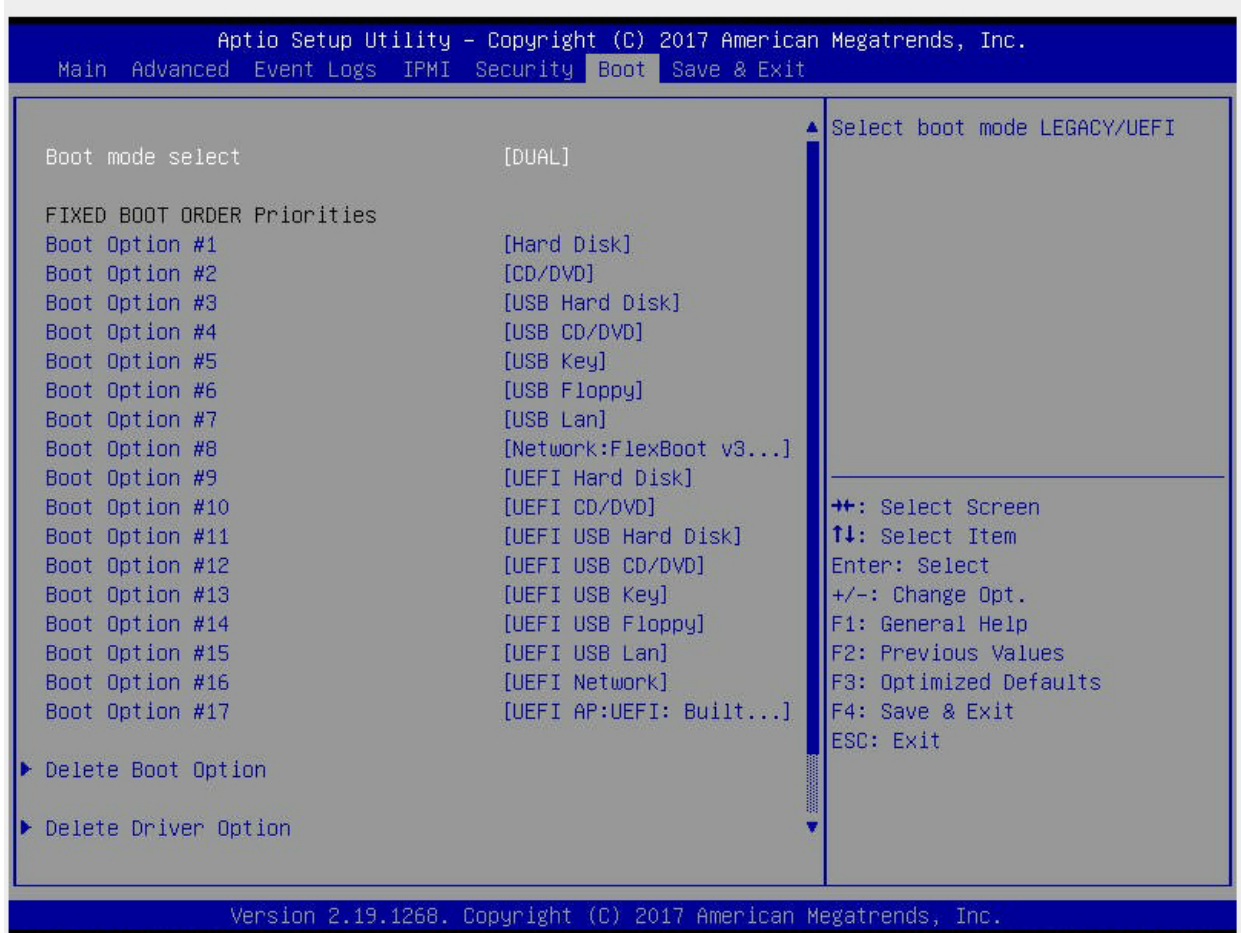 Aptio Setup Utility – Copyright (C) 2017 American Megatrends, Inc.
Main Advanced Event Logs IPMI Security Boot Save & Exit
Boot mode select [DUAL]
FIXED BOOT ORDER Priorities
Boot Option #1 [Hard Disk]
Boot Option #2 [CD/DVD]
Boot Option #3 [USB Hard Disk]
Boot Option #4 [USB CD/DVD]
Boot Option #5 [USB Key]
Boot Option #6 [USB Floppy]
Boot Option #7 [USB Lan]
Boot Option #8 [Network:FlexBoot v3...]
Boot Option #9 [UEFI Hard Disk]
Boot Option #10 [UEFI CD/DVD]
Boot Option #11 [UEFI USB Hard Disk]
Boot Option #12 [UEFI USB CD/DVD]
Boot Option #13 [UEFI USB Key]
Boot Option #14 [UEFI USB Floppy]
Boot Option #15 [UEFI USB Lan]
Boot Option #16 [UEFI Network]
Boot Option #17 [UEFI AP:UEFI: Built...]
Delete Boot Option
Delete Driver Option
Select boot mode LEGACY/UEFI
→←: Select Screen
↑↓: Select Item
Enter: Select
+/-: Change Opt.
F1: General Help
F2: Previous Values
F3: Optimized Defaults
F4: Save & Exit
ESC: Exit
Version 2.19.1268. Copyright (C) 2017 American Megatrends, Inc.